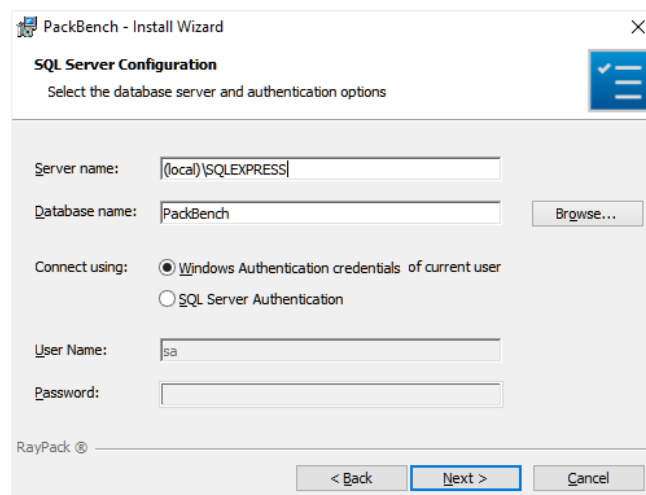 PackBench - Install Wizard
SQL Server Configuration
Select the database server and authentication options
Server name: (local)\SQLEXPRESS
Database name: PackBench Browse...
Connect using: Windows Authentication credentials of current user
SQL Server Authentication
User Name: sa
Password:
RayPack ®
< Back Next > Cancel